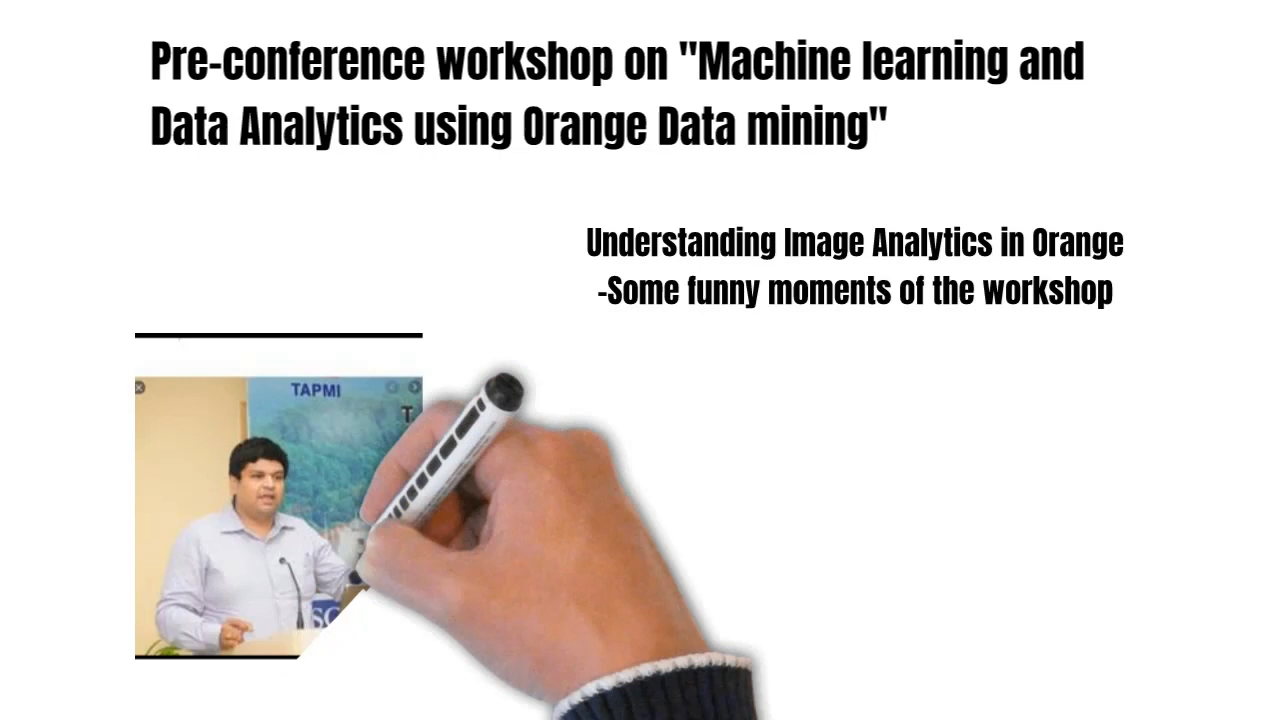 Pre-conference workshop on "Machine learning and
Data Analytics using Orange Data mining"
Understanding Image Analytics in Orange
-Some funny moments of the workshop
TAPMI
T
SC